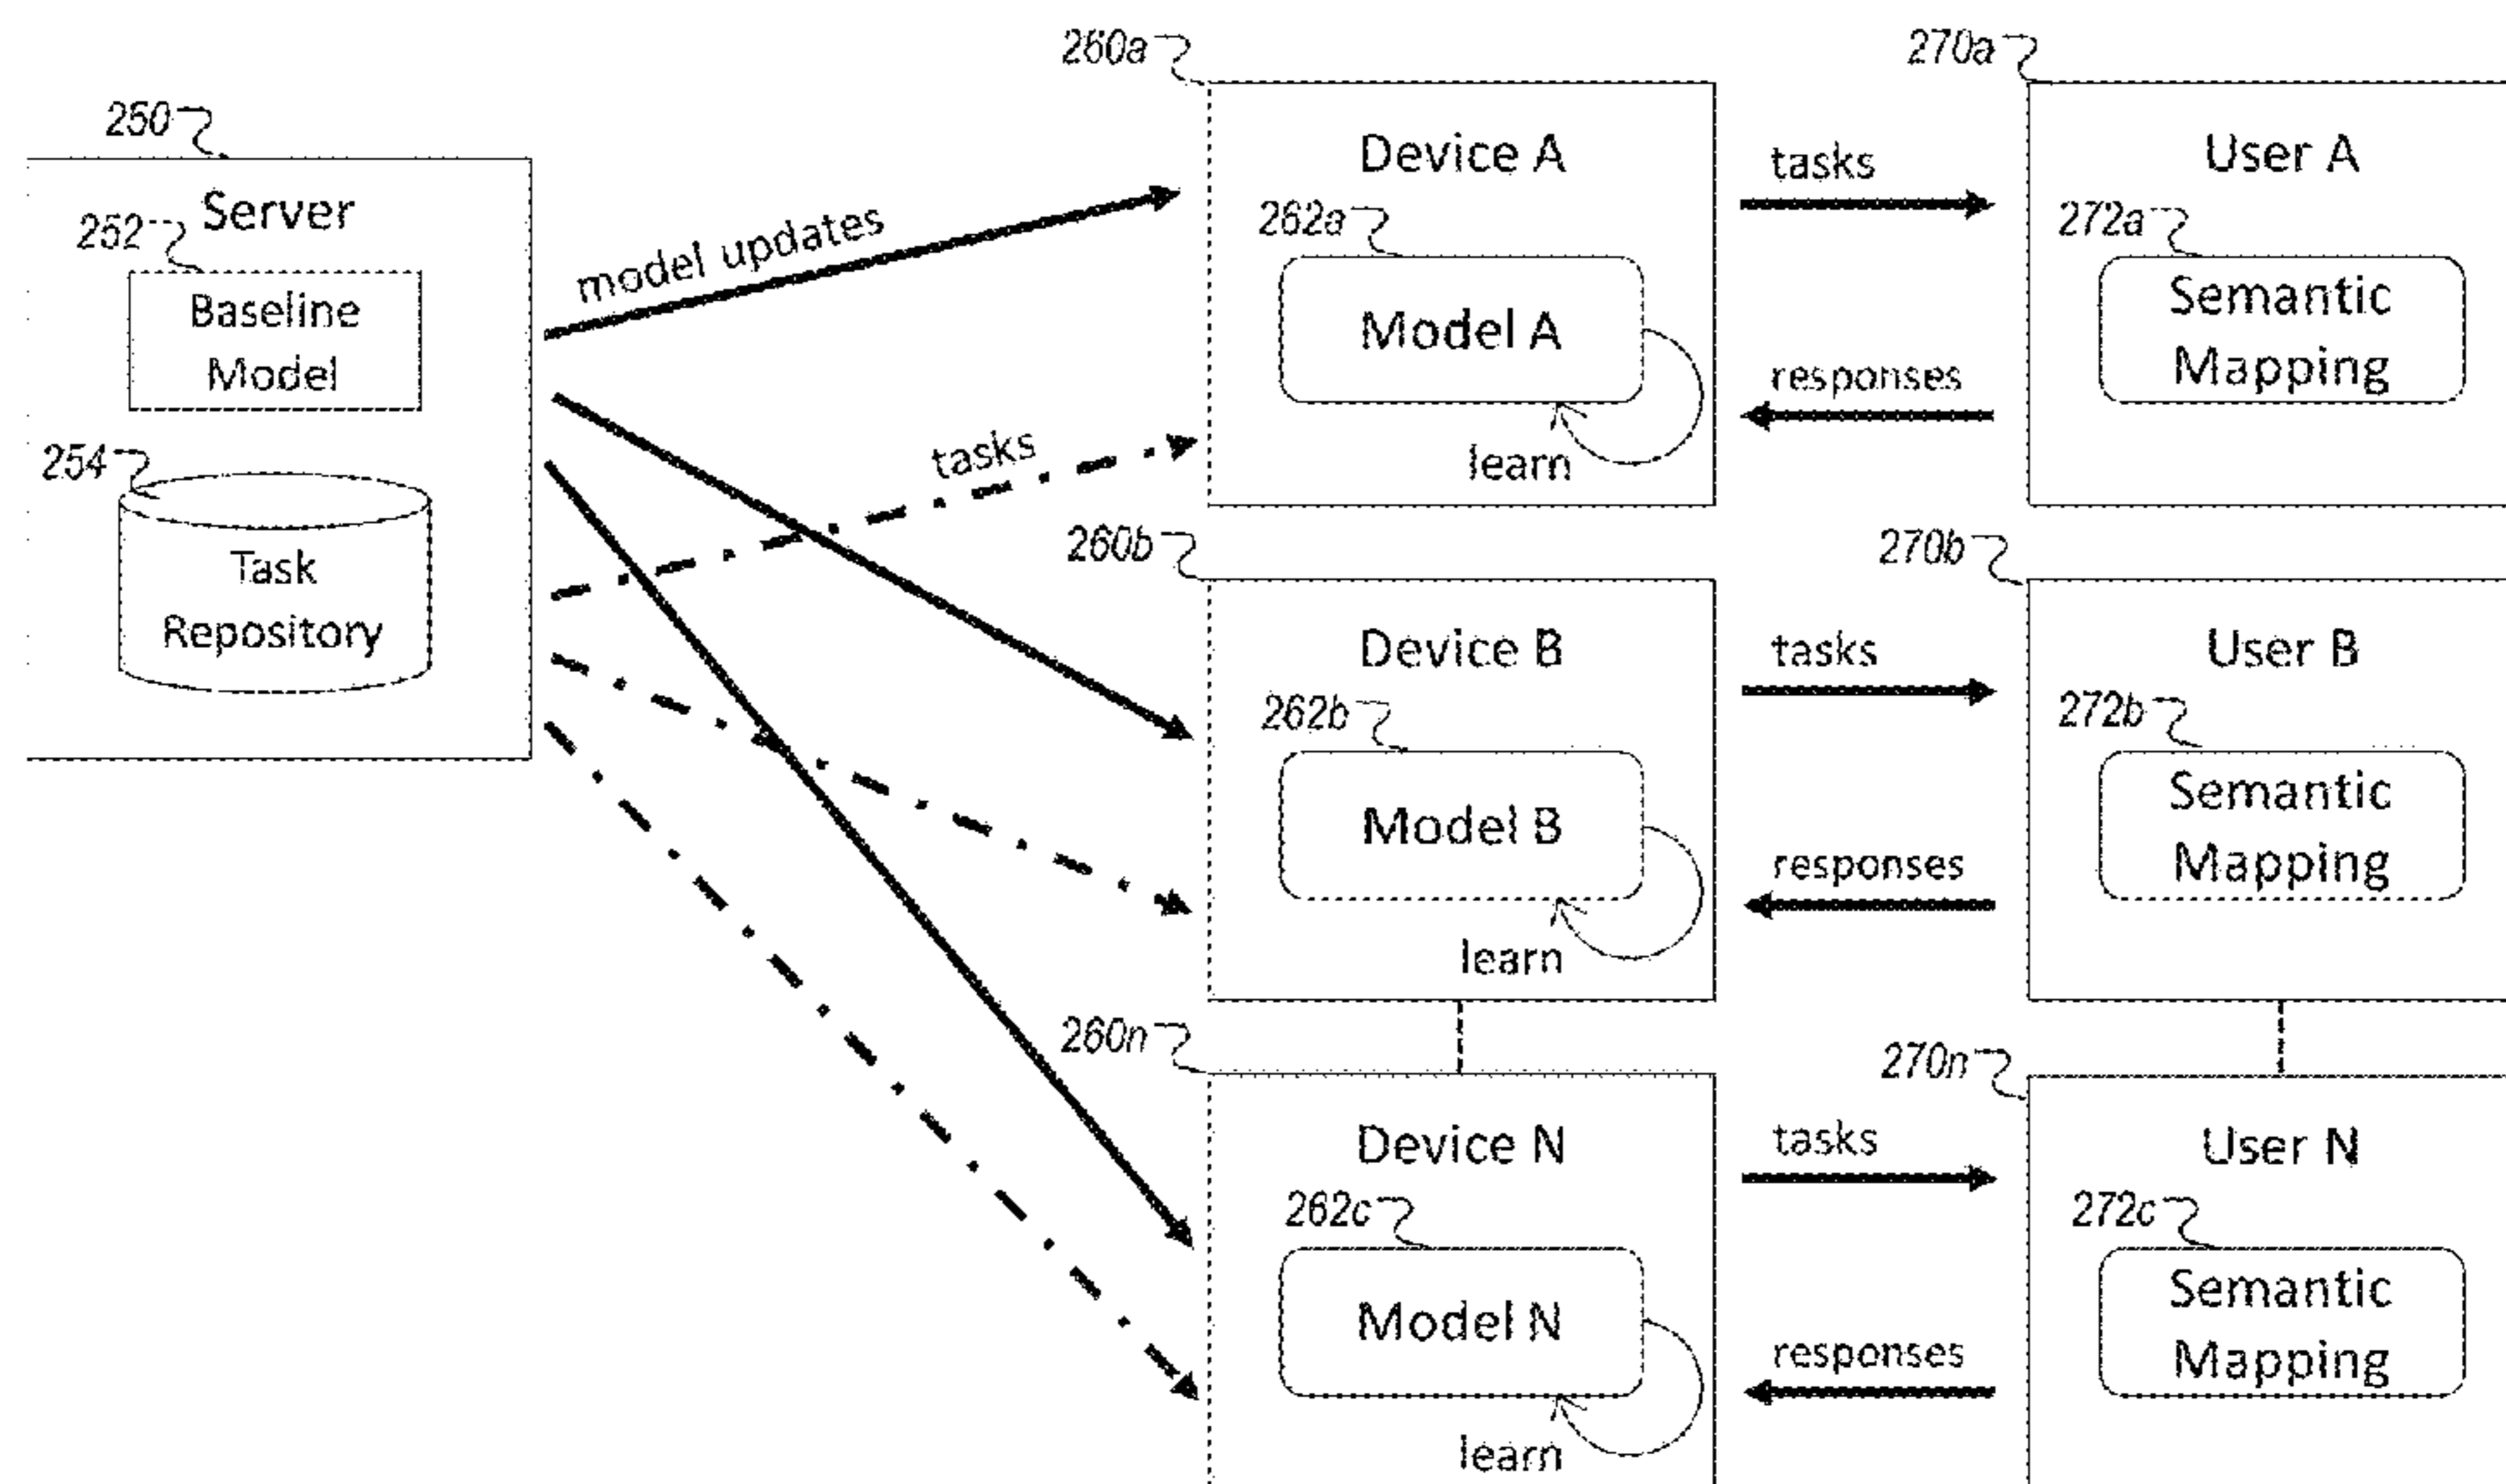 250
Server
252
Baseline
Model
254
Task
Repository
model updates
tasks
260a
Device A
262a
Model A
learn
tasks
responses
270a
User A
272a
Semantic
Mapping
260b
Device B
262b
Model B
learn
tasks
responses
270b
User B
272b
Semantic
Mapping
260n
Device N
262c
Model N
learn
tasks
responses
270n
User N
272c
Semantic
Mapping